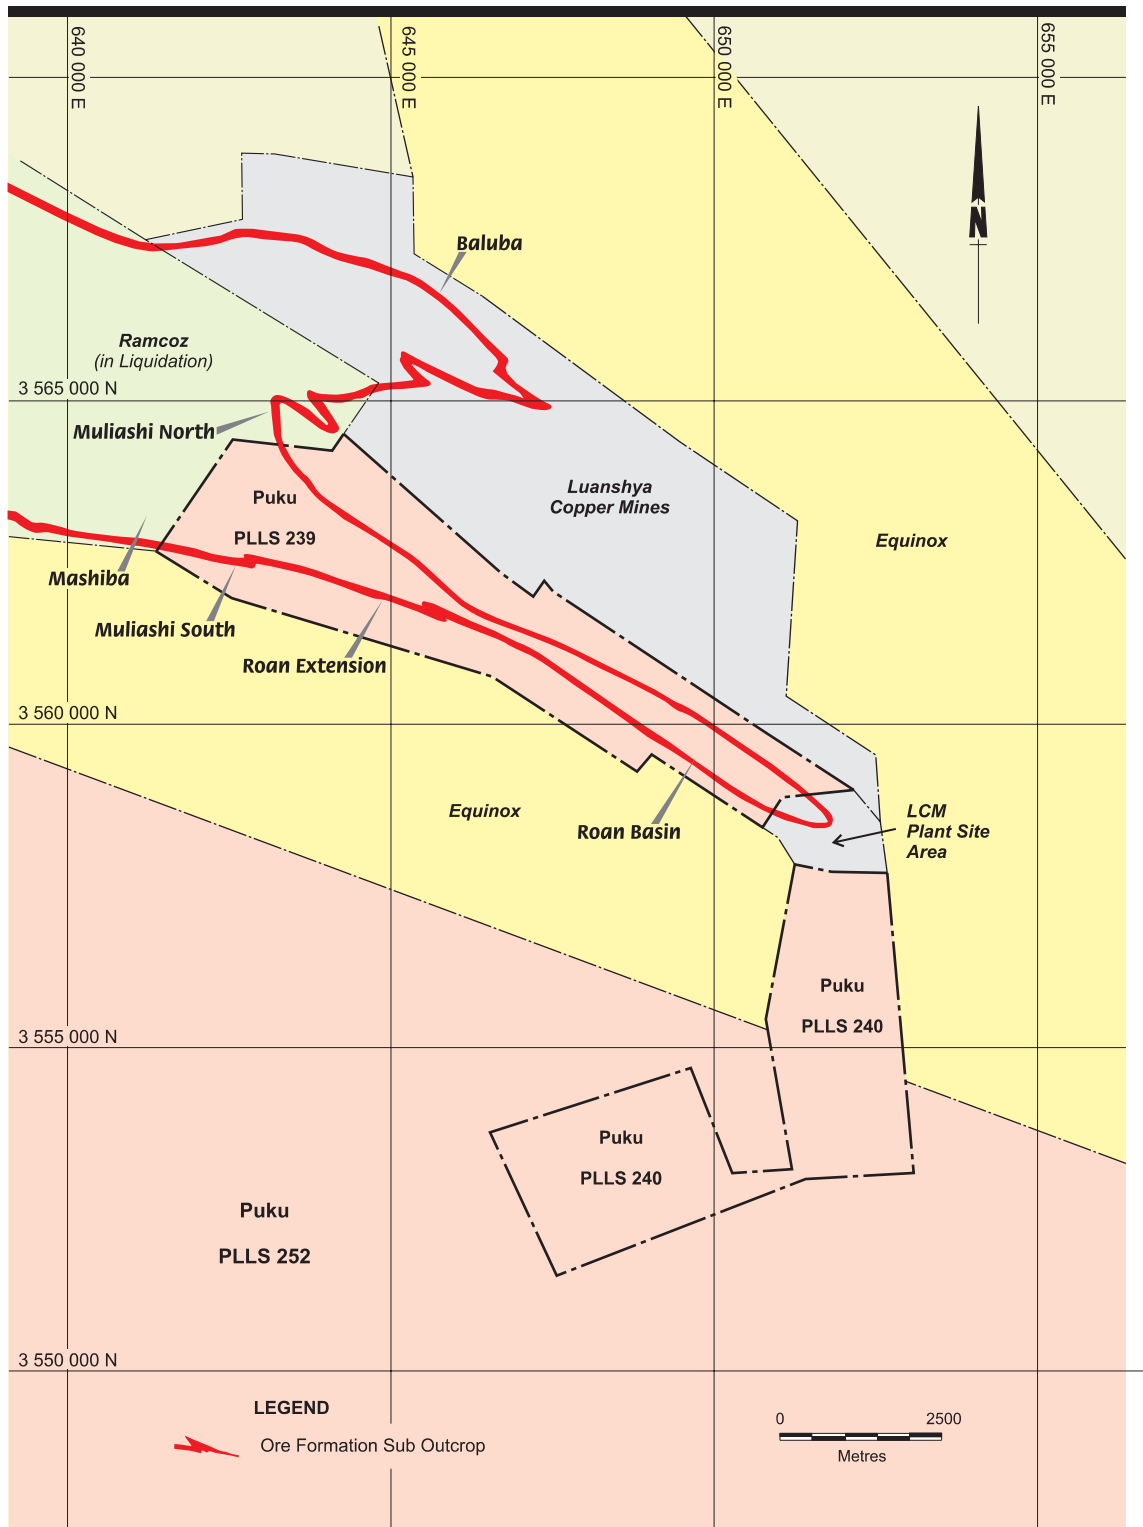 640 000 E
645 000 E
650 000 E
655 000 E
N
Baluba
Ramcoz
(in Liquidation)
3 565 000 N
Muliashi North
Puku
PLLS 239
Luanshya
Copper Mines
Equinox
Mashiba
Muliashi South
Roan Extension
3 560 000 N
Equinox
Roan Basin
LCM
Plant Site
Area
Puku
PLLS 240
3 555 000 N
Puku
PLLS 240
Puku
PLLS 252
3 550 000 N
LEGEND
Ore Formation Sub Outcrop
0 2500
Metres